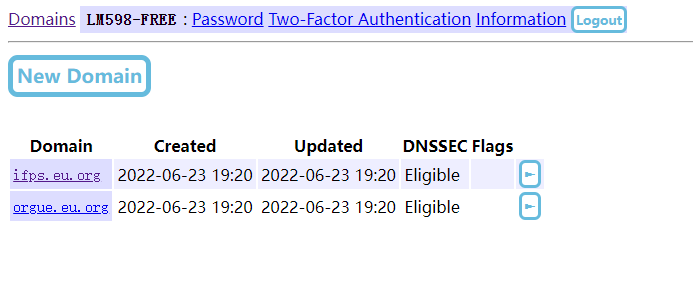 Domains LM598-FREE : Password Two-Factor Authentication Information Logout
New Domain
Domain Created Updated DNSSEC Flags
ifps.eu.org 2022-06-23 19:20 2022-06-23 19:20 Eligible
orgue.eu.org 2022-06-23 19:20 2022-06-23 19:20 Eligible